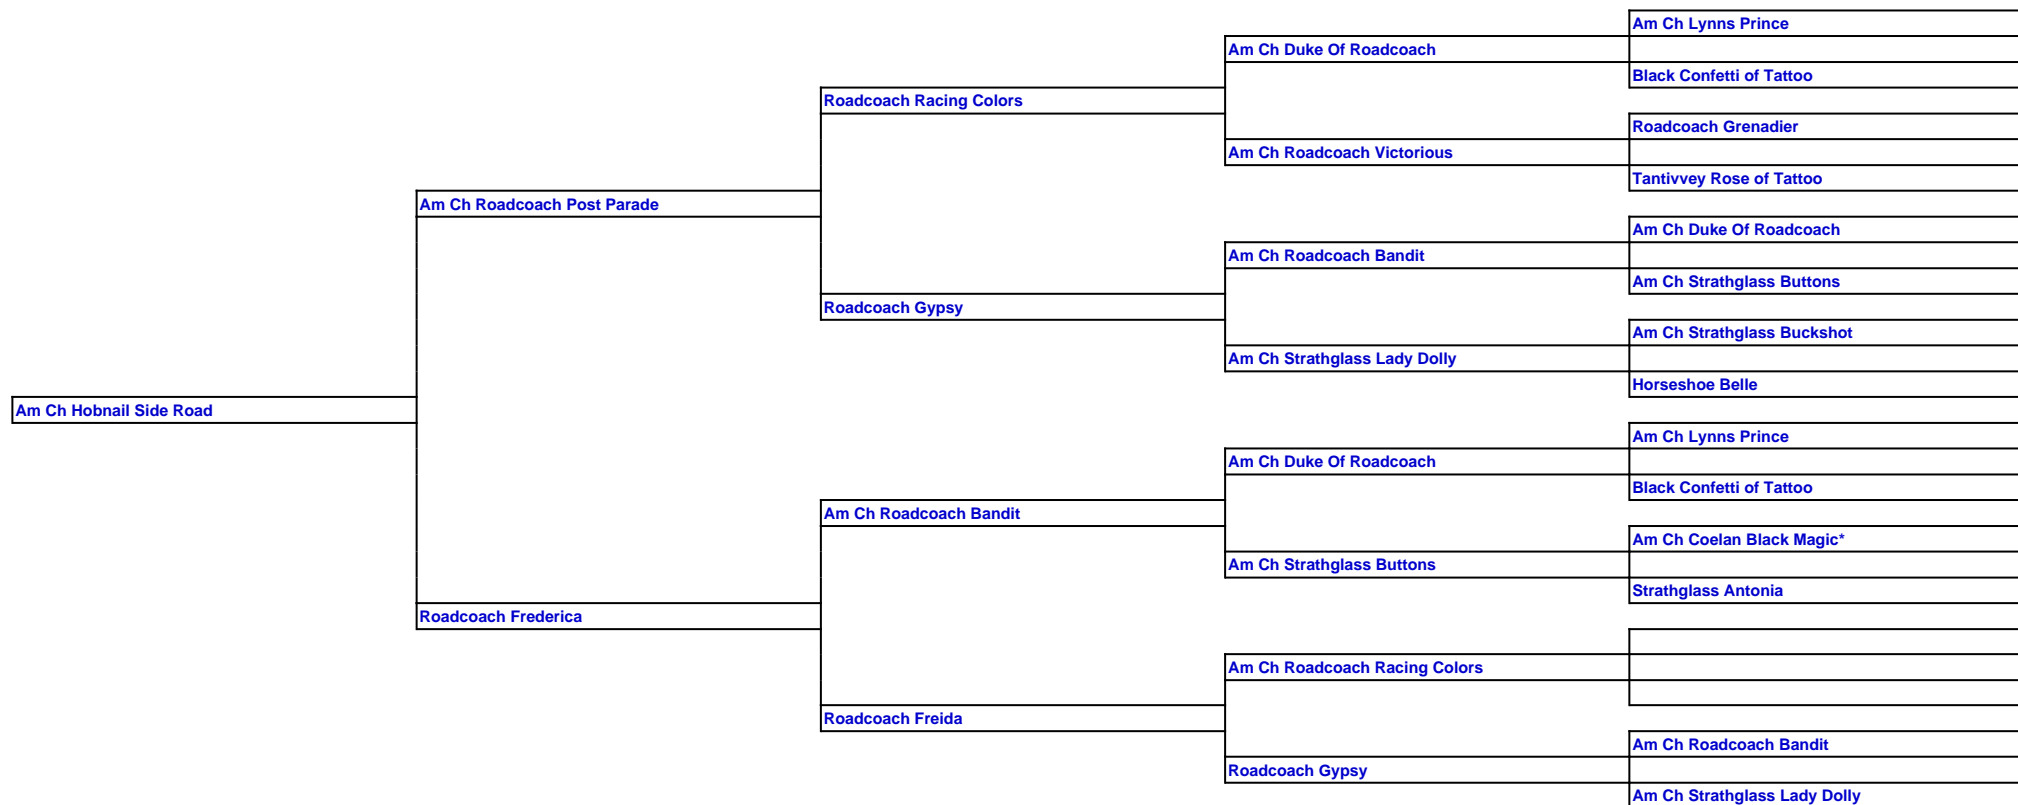 Am Ch Lynns Prince
Am Ch Duke Of Roadcoach
Black Confetti of Tattoo
Roadcoach Racing Colors
Roadcoach Grenadier
Am Ch Roadcoach Victorious
Tantivvey Rose of Tattoo
Am Ch Roadcoach Post Parade
Am Ch Duke Of Roadcoach
Am Ch Roadcoach Bandit
Am Ch Strathglass Buttons
Roadcoach Gypsy
Am Ch Strathglass Buckshot
Am Ch Strathglass Lady Dolly
Horseshoe Belle
Am Ch Hobnail Side Road
Am Ch Lynns Prince
Am Ch Duke Of Roadcoach
Black Confetti of Tattoo
Am Ch Roadcoach Bandit
Am Ch Coelan Black Magic*
Am Ch Strathglass Buttons
Strathglass Antonia
Roadcoach Frederica
Am Ch Roadcoach Racing Colors
Roadcoach Freida
Am Ch Roadcoach Bandit
Roadcoach Gypsy
Am Ch Strathglass Lady Dolly